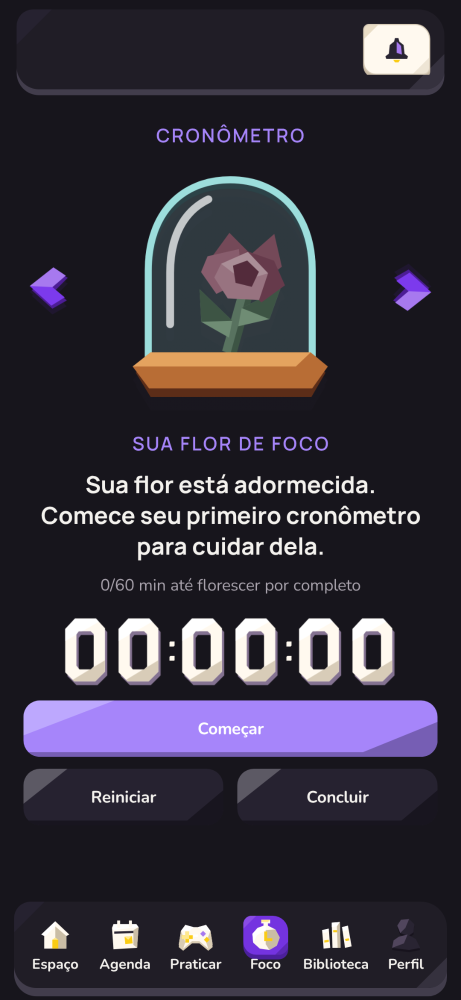 CRONÔMETRO
SUA FLOR DE FOCO
Sua flor está adormecida.
Comece seu primeiro cronômetro
para cuidar dela.
0/60 min até florescer por completo
00:00:00
Começar
Reiniciar
Concluir
Espaço
Agenda
Praticar
Foco
Biblioteca
Perfil